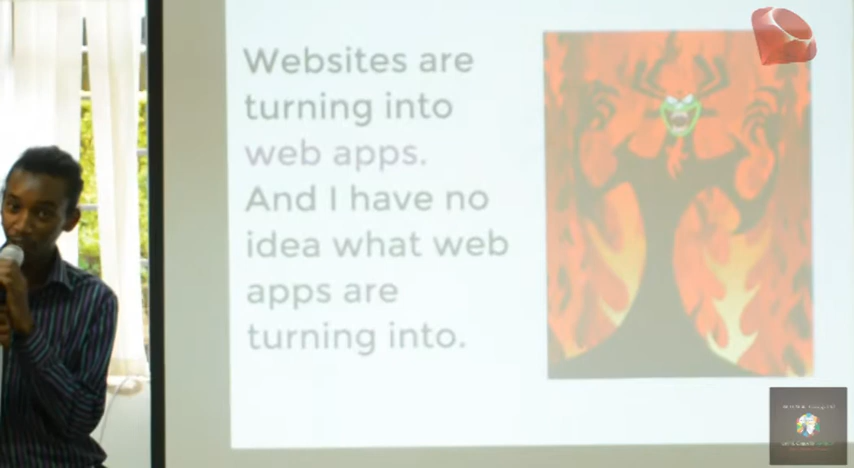 Websites are
turning into
web apps.
And I have no
idea what web
apps are
turning into.